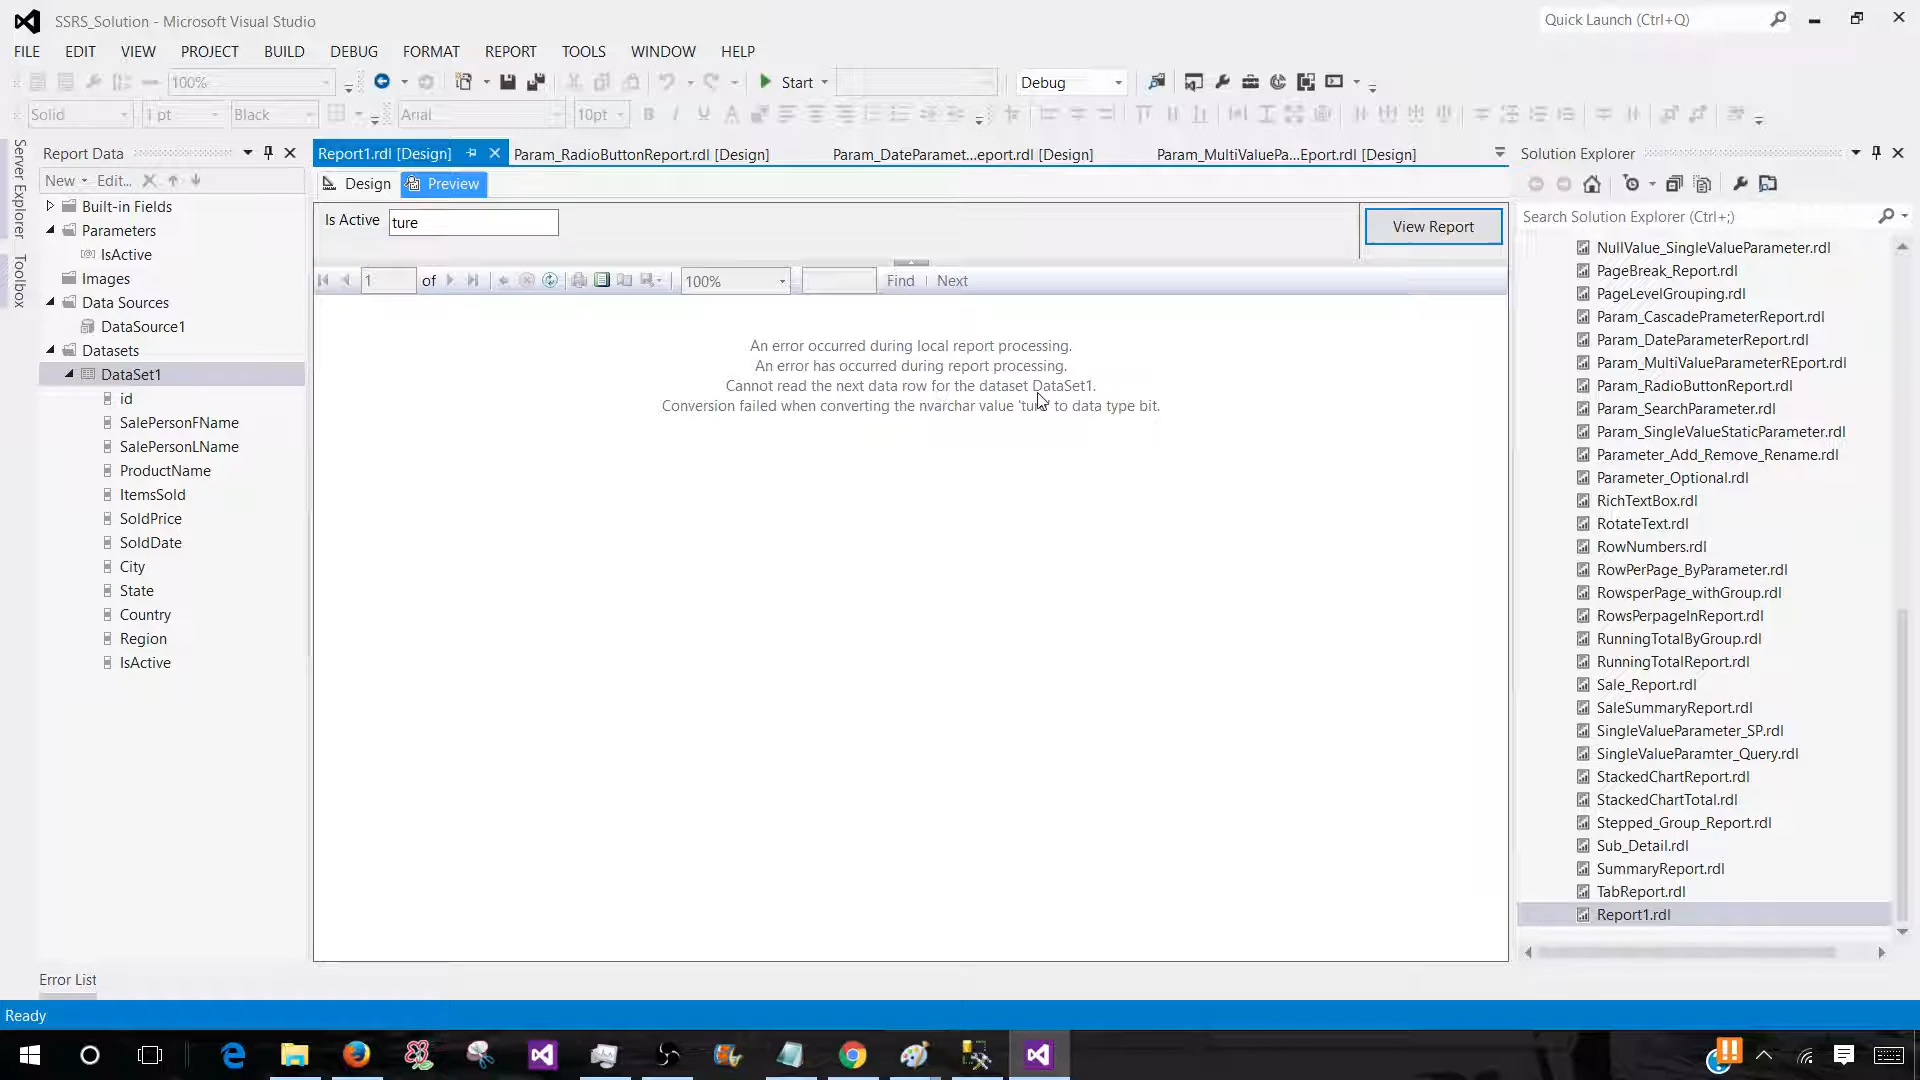 SSRS_Solution - Microsoft Visual Studio
Quick Launch (Ctrl+Q)
FILE EDIT VIEW PROJECT BUILD DEBUG FORMAT REPORT TOOLS WINDOW HELP
100% Start Debug
Solid 1 pt Black Arial 10pt
Server Explorer
Toolbox
Report Data
New Edit...
Built-in Fields
Parameters
IsActive
Images
Data Sources
DataSource1
Datasets
DataSet1
id
SalePersonFName
SalePersonLName
ProductName
ItemsSold
SoldPrice
SoldDate
City
State
Country
Region
IsActive
Report1.rdl [Design] Param_RadioButtonReport.rdl [Design] Param_DateParamet...eport.rdl [Design] Param_MultiValuePa...Eport.rdl [Design]
Design Preview
Is Active ture View Report
1 of 100% Find Next
An error occurred during local report processing.
An error has occurred during report processing.
Cannot read the next data row for the dataset DataSet1.
Conversion failed when converting the nvarchar value 'ture' to data type bit.
Solution Explorer
Search Solution Explorer (Ctrl+;)
NullValue_SingleValueParameter.rdl
PageBreak_Report.rdl
PageLevelGrouping.rdl
Param_CascadePrameterReport.rdl
Param_DateParameterReport.rdl
Param_MultiValueParameterREport.rdl
Param_RadioButtonReport.rdl
Param_SearchParameter.rdl
Param_SingleValueStaticParameter.rdl
Parameter_Add_Remove_Rename.rdl
Parameter_Optional.rdl
RichTextBox.rdl
RotateText.rdl
RowNumbers.rdl
RowPerPage_ByParameter.rdl
RowsperPage_withGroup.rdl
RowsPerpageInReport.rdl
RunningTotalByGroup.rdl
RunningTotalReport.rdl
Sale_Report.rdl
SaleSummaryReport.rdl
SingleValueParameter_SP.rdl
SingleValueParamter_Query.rdl
StackedChartReport.rdl
StackedChartTotal.rdl
Stepped_Group_Report.rdl
Sub_Detail.rdl
SummaryReport.rdl
TabReport.rdl
Report1.rdl
Error List
Ready